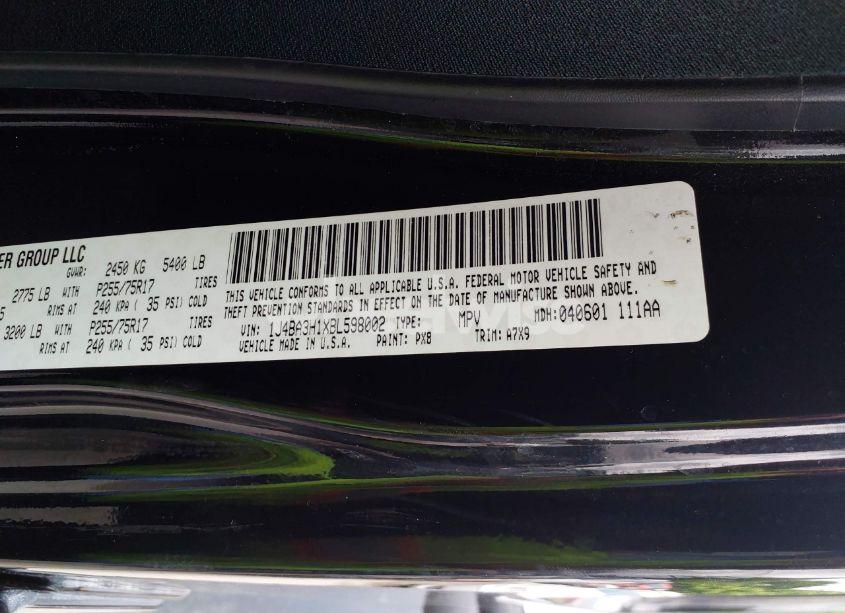 ER GROUP LLC
GVWR: 2450 KG 5400 LB
2775 LB WITH P255/75R17 TIRES
5 RIMS AT 240 KPA ( 35 PSI) COLD
3200 LB WITH P255/75R17 TIRES
RIMS AT 240 KPA ( 35 PSI) COLD
THIS VEHICLE CONFORMS TO ALL APPLICABLE U.S.A. FEDERAL MOTOR VEHICLE SAFETY AND
THEFT PREVENTION STANDARDS IN EFFECT ON THE DATE OF MANUFACTURE SHOWN ABOVE.
VIN: 1J4BA3H1XBL598002 TYPE: MPV MDH: 040601 111AA
VEHICLE MADE IN U.S.A. PAINT: PX8 TRIM: A7X9